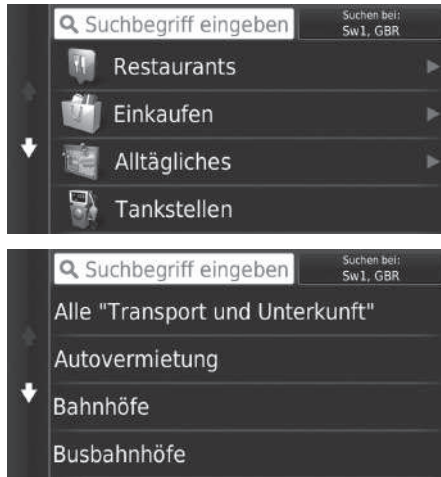 Suchbegriff eingeben
Suchen bei:
Sw1, GBR
Restaurants
Einkaufen
Alltägliches
Tankstellen
Suchbegriff eingeben
Suchen bei:
Sw1, GBR
Alle "Transport und Unterkunft"
Autovermietung
Bahnhöfe
Busbahnhöfe